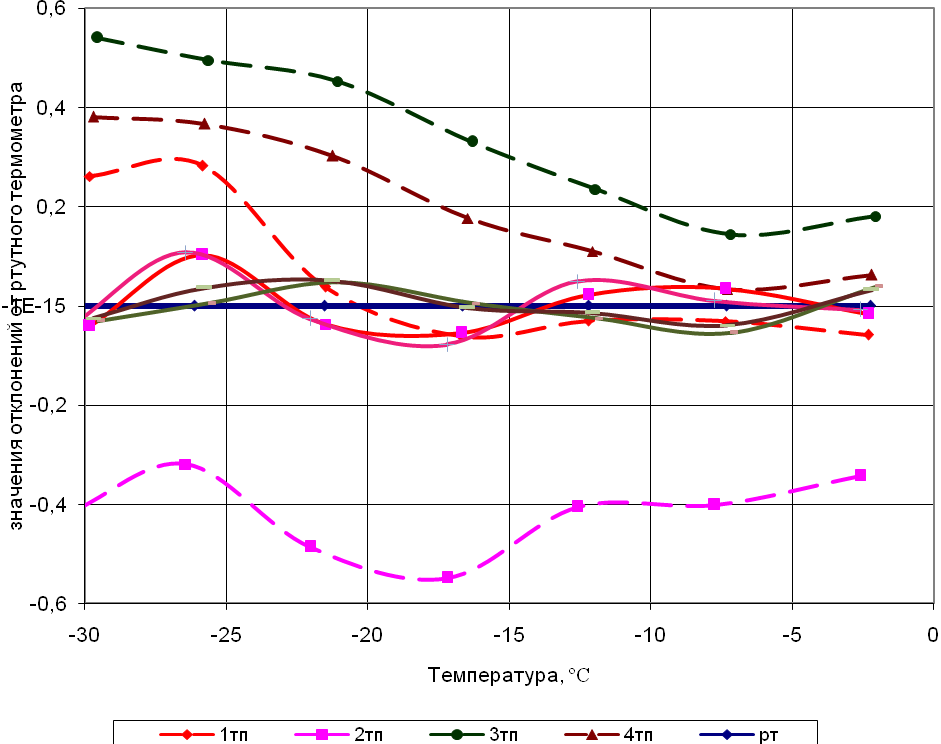 значения отклонений от ртутного термометра
0,6
0,4
0,2
-1E-15
-0,2
-0,4
-0,6
-30 -25 -20 -15 -10 -5 0
Температура, °C
1тп 2тп 3тп 4тп рт